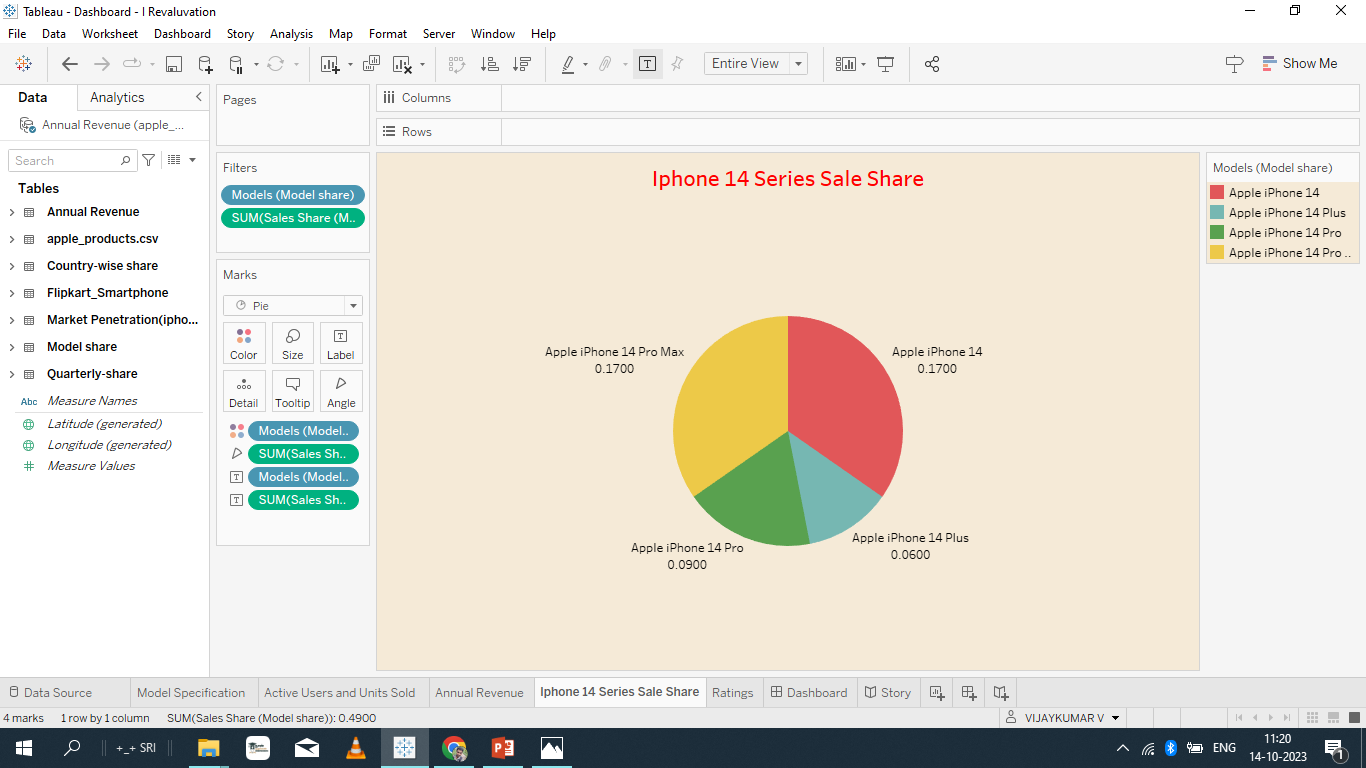 Tableau - Dashboard - I Revaluvation
File Data Worksheet Dashboard Story Analysis Map Format Server Window Help
Entire View
Show Me
Data Analytics
Annual Revenue (apple_...
Search
Tables
Annual Revenue
apple_products.csv
Country-wise share
Flipkart_Smartphone
Market Penetration(ipho...
Model share
Quarterly-share
Abc Measure Names
Latitude (generated)
Longitude (generated)
Measure Values
Pages
Filters
Models (Model share)
SUM(Sales Share (M..
Marks
Pie
Color Size Label
Detail Tooltip Angle
Models (Model..
SUM(Sales Sh..
Models (Model..
SUM(Sales Sh..
Columns
Rows
Iphone 14 Series Sale Share
Apple iPhone 14 Pro Max
0.1700
Apple iPhone 14
0.1700
Apple iPhone 14 Plus
0.0600
Apple iPhone 14 Pro
0.0900
Models (Model share)
Apple iPhone 14
Apple iPhone 14 Plus
Apple iPhone 14 Pro
Apple iPhone 14 Pro ..
Data Source Model Specification Active Users and Units Sold Annual Revenue Iphone 14 Series Sale Share Ratings Dashboard Story
4 marks 1 row by 1 column SUM(Sales Share (Model share)): 0.4900 VIJAYKUMAR V
+_+ SRI
ENG
11:20
14-10-2023
1